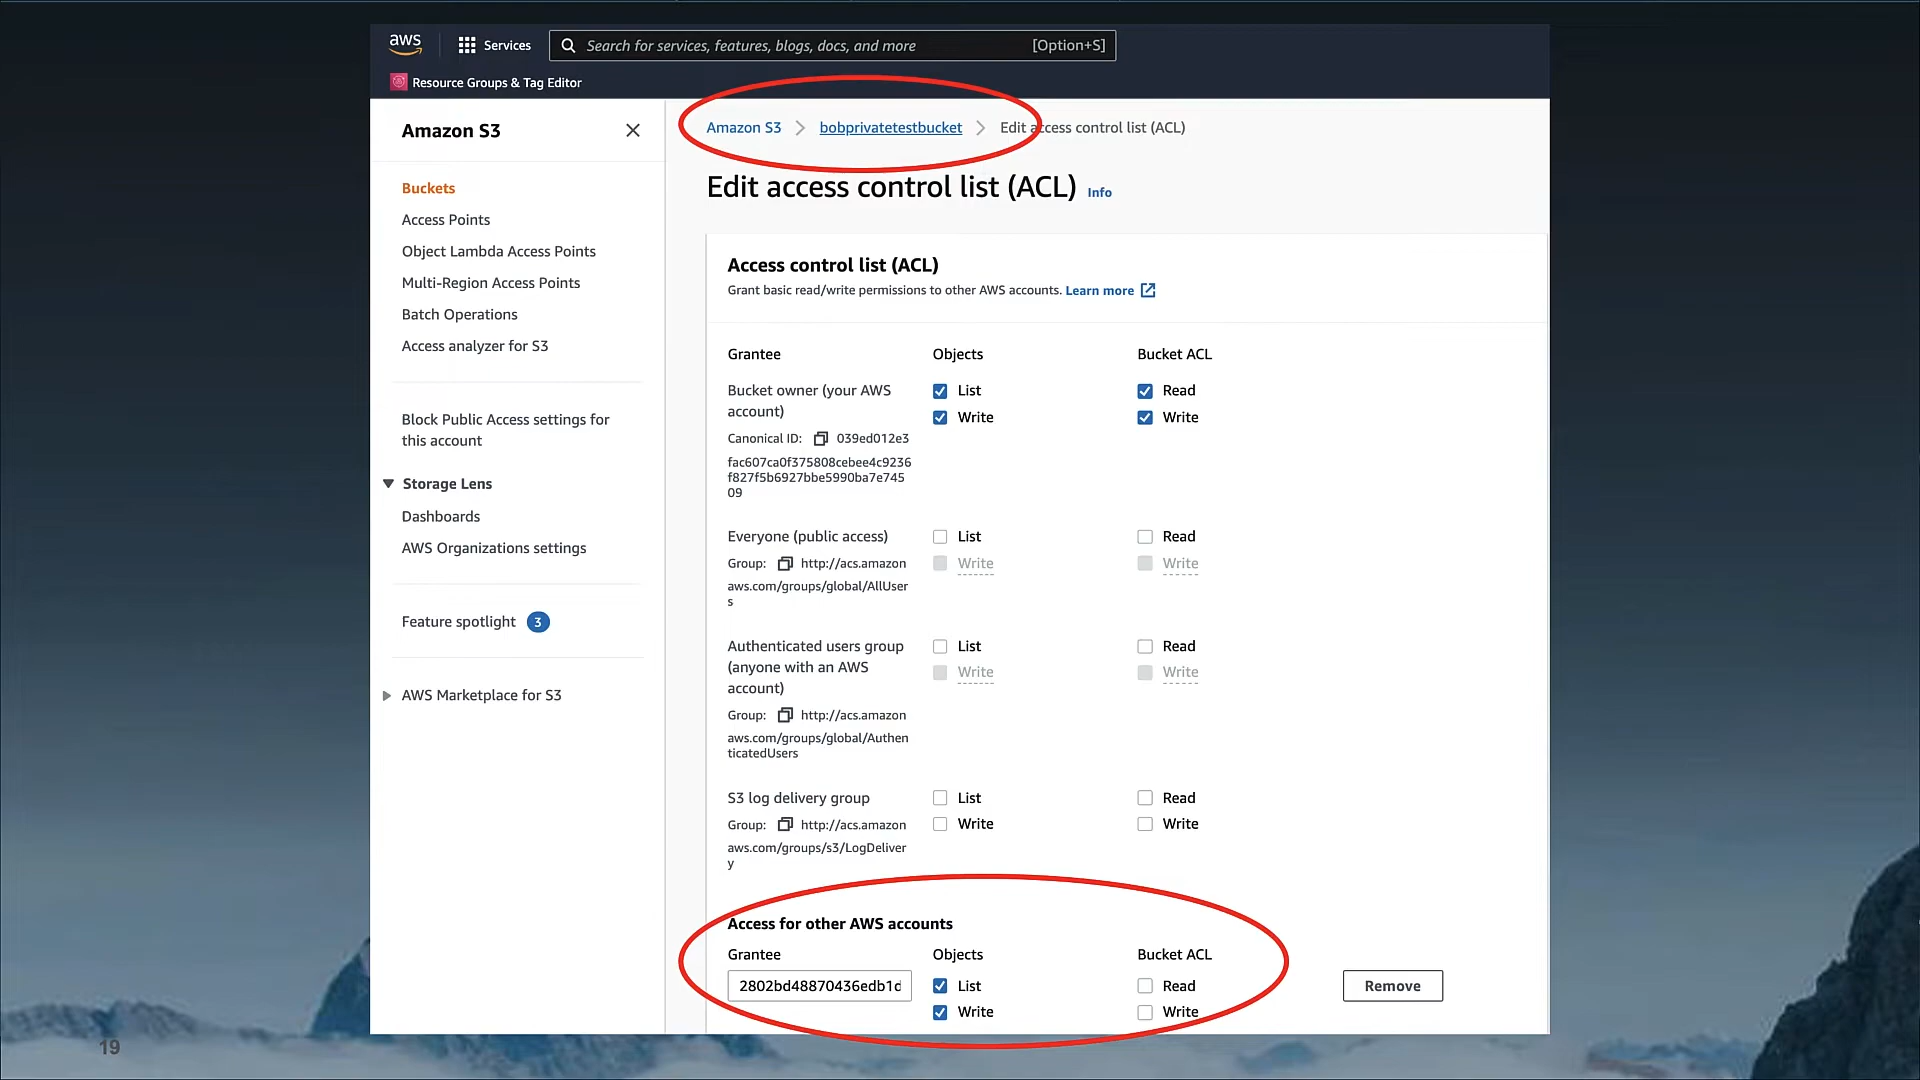 aws
Services
Search for services, features, blogs, docs, and more
[Option+S]
Resource Groups & Tag Editor
Amazon S3
Buckets
Access Points
Object Lambda Access Points
Multi-Region Access Points
Batch Operations
Access analyzer for S3
Block Public Access settings for
this account
Storage Lens
Dashboards
AWS Organizations settings
Feature spotlight 3
AWS Marketplace for S3
Amazon S3 > bobprivatetestbucket > Edit access control list (ACL)
Edit access control list (ACL) Info
Access control list (ACL)
Grant basic read/write permissions to other AWS accounts. Learn more
Grantee Objects Bucket ACL
Bucket owner (your AWS
account)
Canonical ID: 039ed012e3
fac607ca0f375808cebee4c9236
f827f5b6927bbe5990ba7e745
09
List Read
Write Write
Everyone (public access)
Group: http://acs.amazon
aws.com/groups/global/AllUser
s
List Read
Write Write
Authenticated users group
(anyone with an AWS
account)
Group: http://acs.amazon
aws.com/groups/global/Authen
ticatedUsers
List Read
Write Write
S3 log delivery group
Group: http://acs.amazon
aws.com/groups/s3/LogDeliver
y
List Read
Write Write
Access for other AWS accounts
Grantee Objects Bucket ACL
2802bd48870436edb1d List Read Remove
Write Write
19